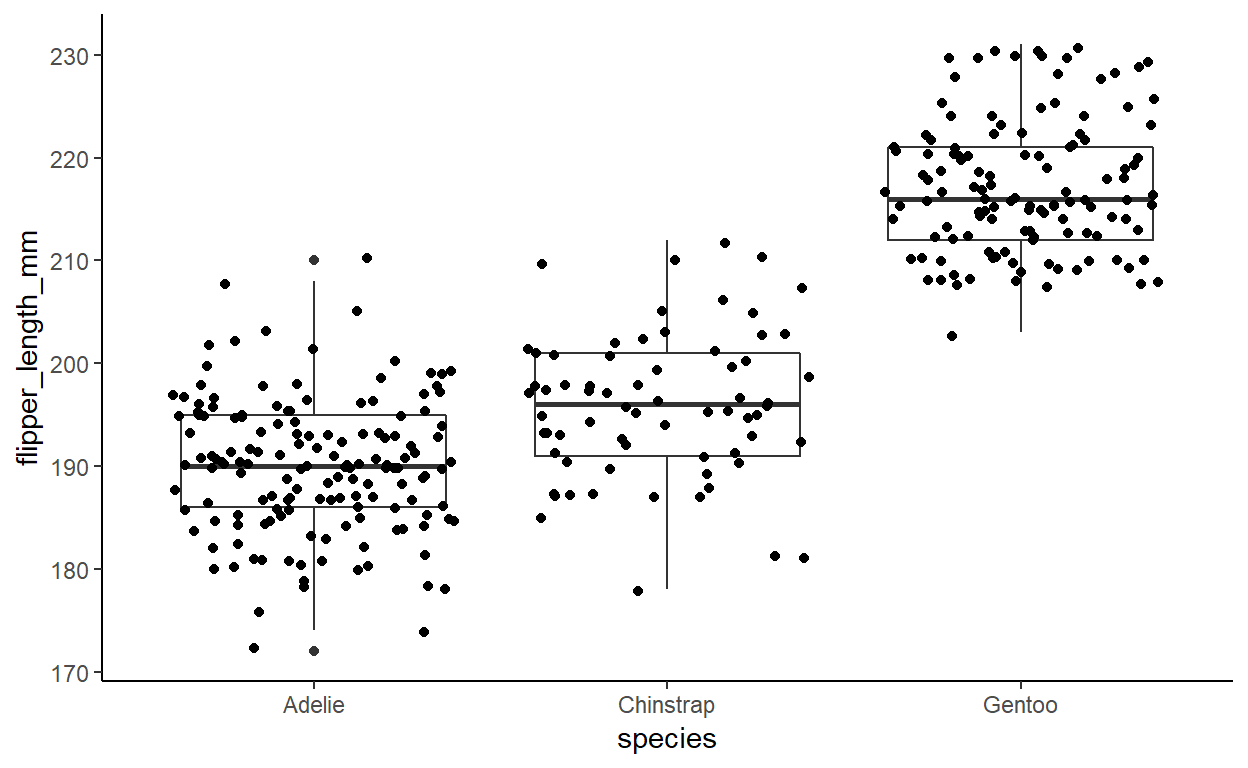 230
220
210
200
190
180
170
flipper_length_mm
Adelie
Chinstrap
Gentoo
species